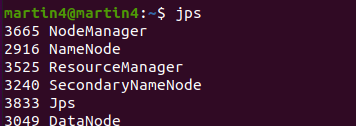 martin4@martin4:~$ jps
3665 NodeManager
2916 NameNode
3525 ResourceManager
3240 SecondaryNameNode
3833 Jps
3049 DataNode